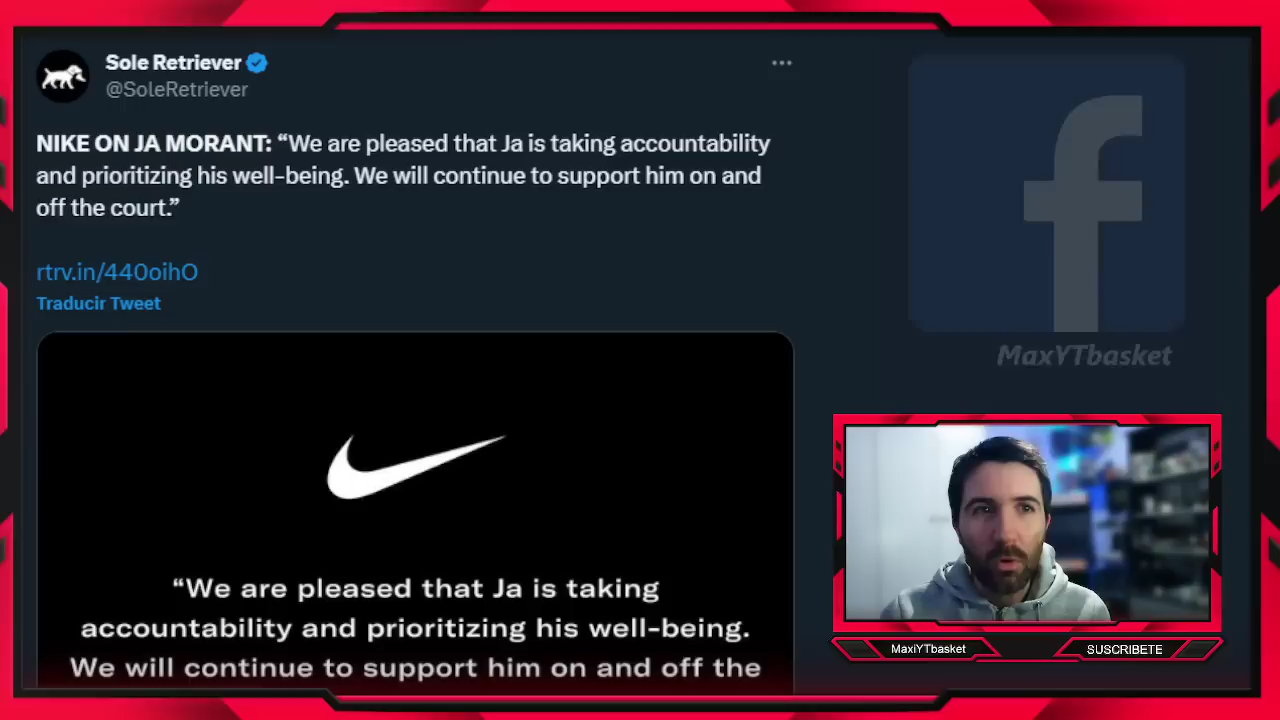 Sole Retriever
@SoleRetriever
NIKE ON JA MORANT: “We are pleased that Ja is taking accountability
and prioritizing his well-being. We will continue to support him on and
off the court.”
rtrv.in/44OoihO
Traducir Tweet
“We are pleased that Ja is taking
accountability and prioritizing his well-being.
We will continue to support him on and off the
f
MaxYTbasket
MaxiYTbasket
SUSCRIBETE